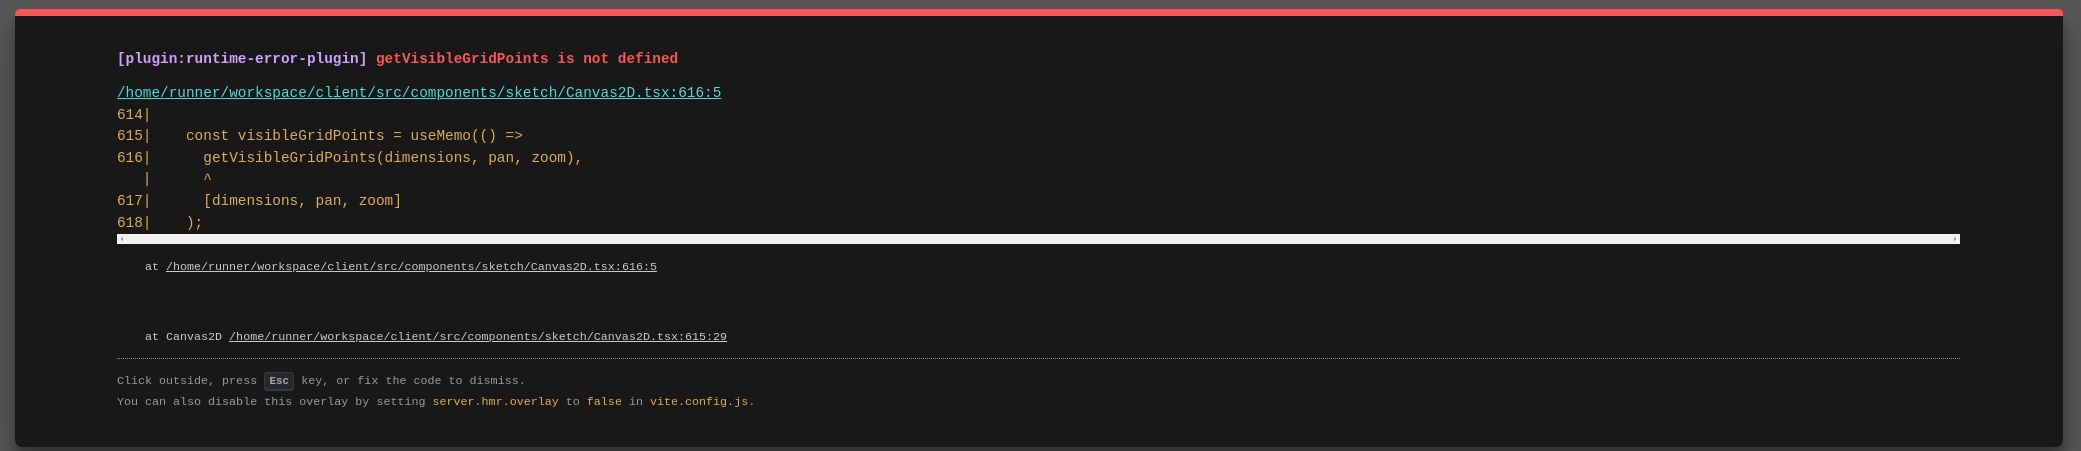 [plugin:runtime-error-plugin] getVisibleGridPoints is not defined
/home/runner/workspace/client/src/components/sketch/Canvas2D.tsx:616:5
614|
615|    const visibleGridPoints = useMemo(() =>
616|      getVisibleGridPoints(dimensions, pan, zoom),
   |      ^
617|      [dimensions, pan, zoom]
618|    );
at /home/runner/workspace/client/src/components/sketch/Canvas2D.tsx:616:5
at Canvas2D /home/runner/workspace/client/src/components/sketch/Canvas2D.tsx:615:29
Click outside, press Esc key, or fix the code to dismiss.
You can also disable this overlay by setting server.hmr.overlay to false in vite.config.js.